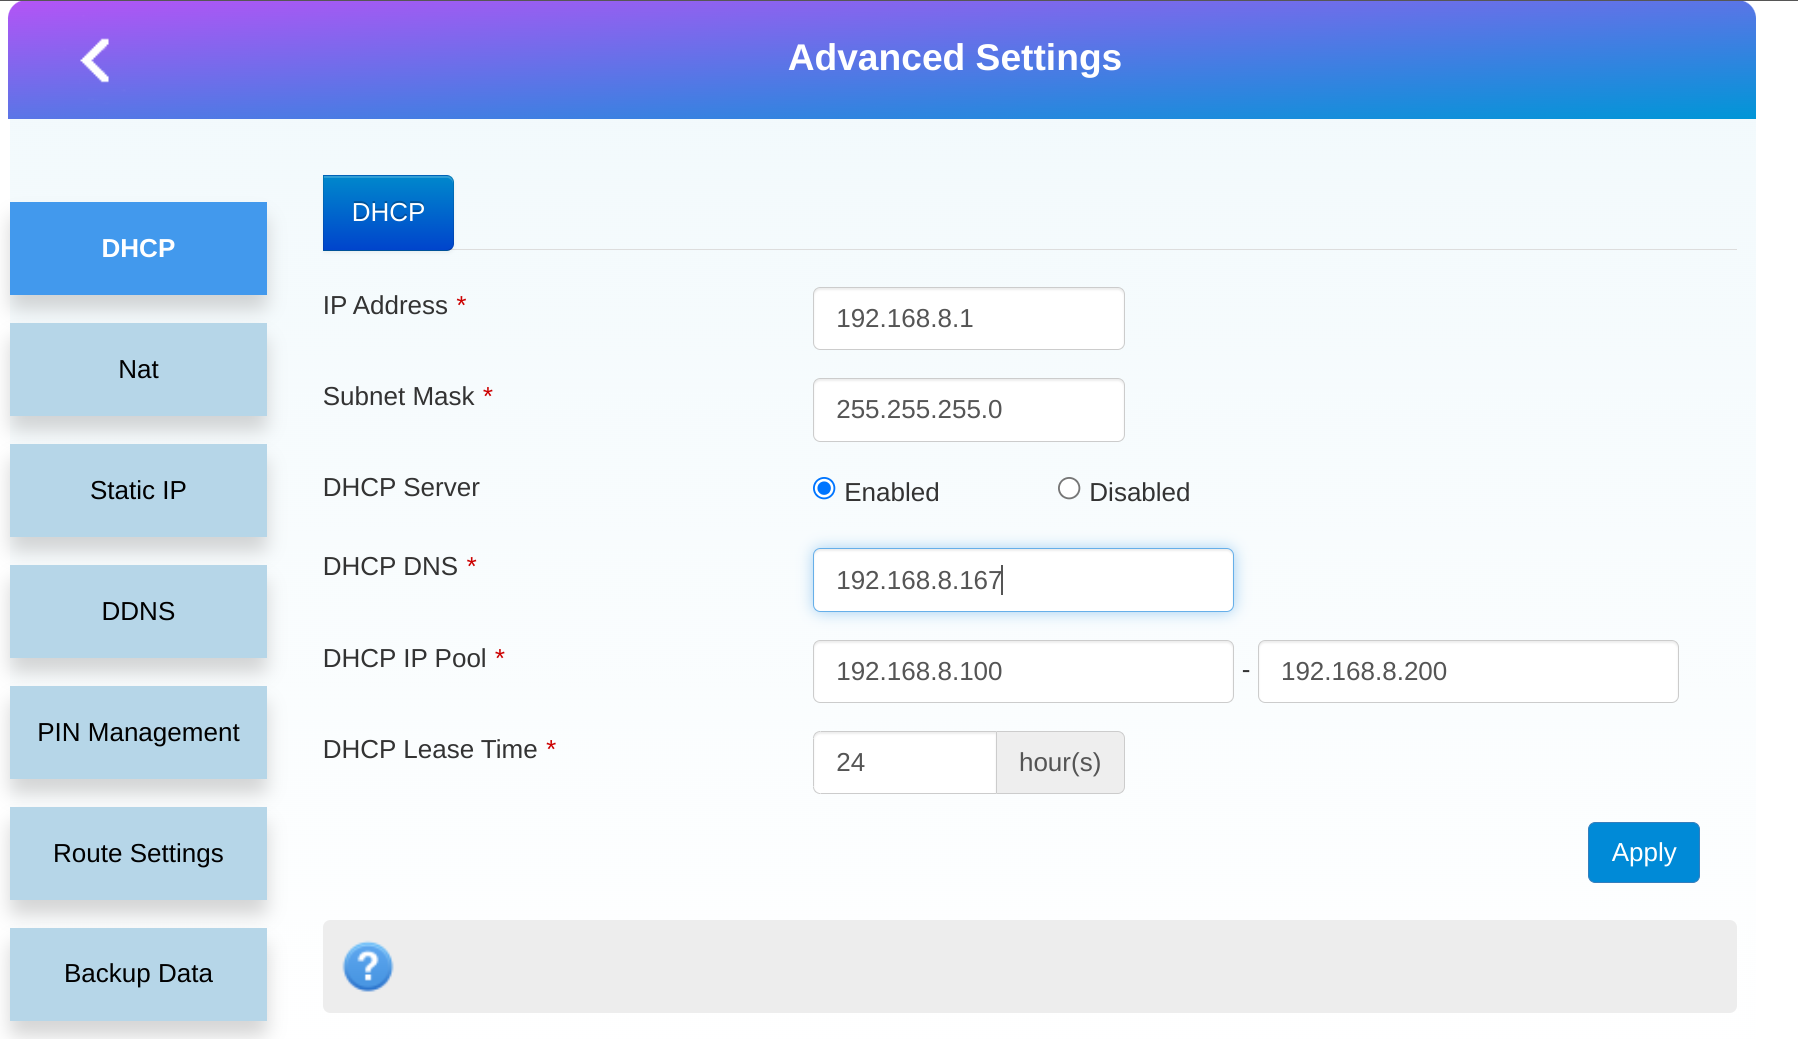 Advanced Settings
DHCP
Nat
Static IP
DDNS
PIN Management
Route Settings
Backup Data
DHCP
IP Address *
192.168.8.1
Subnet Mask *
255.255.255.0
DHCP Server
Enabled
Disabled
DHCP DNS *
192.168.8.167
DHCP IP Pool *
192.168.8.100 - 192.168.8.200
DHCP Lease Time *
24 hour(s)
Apply
?